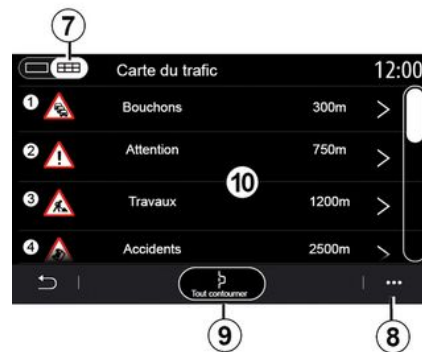 7
Carte du trafic 12:00
1 Bouchons 300m
2 Attention 750m
10
3 Travaux 1200m
4 Accidents 2500m
Tout contourner
9
8